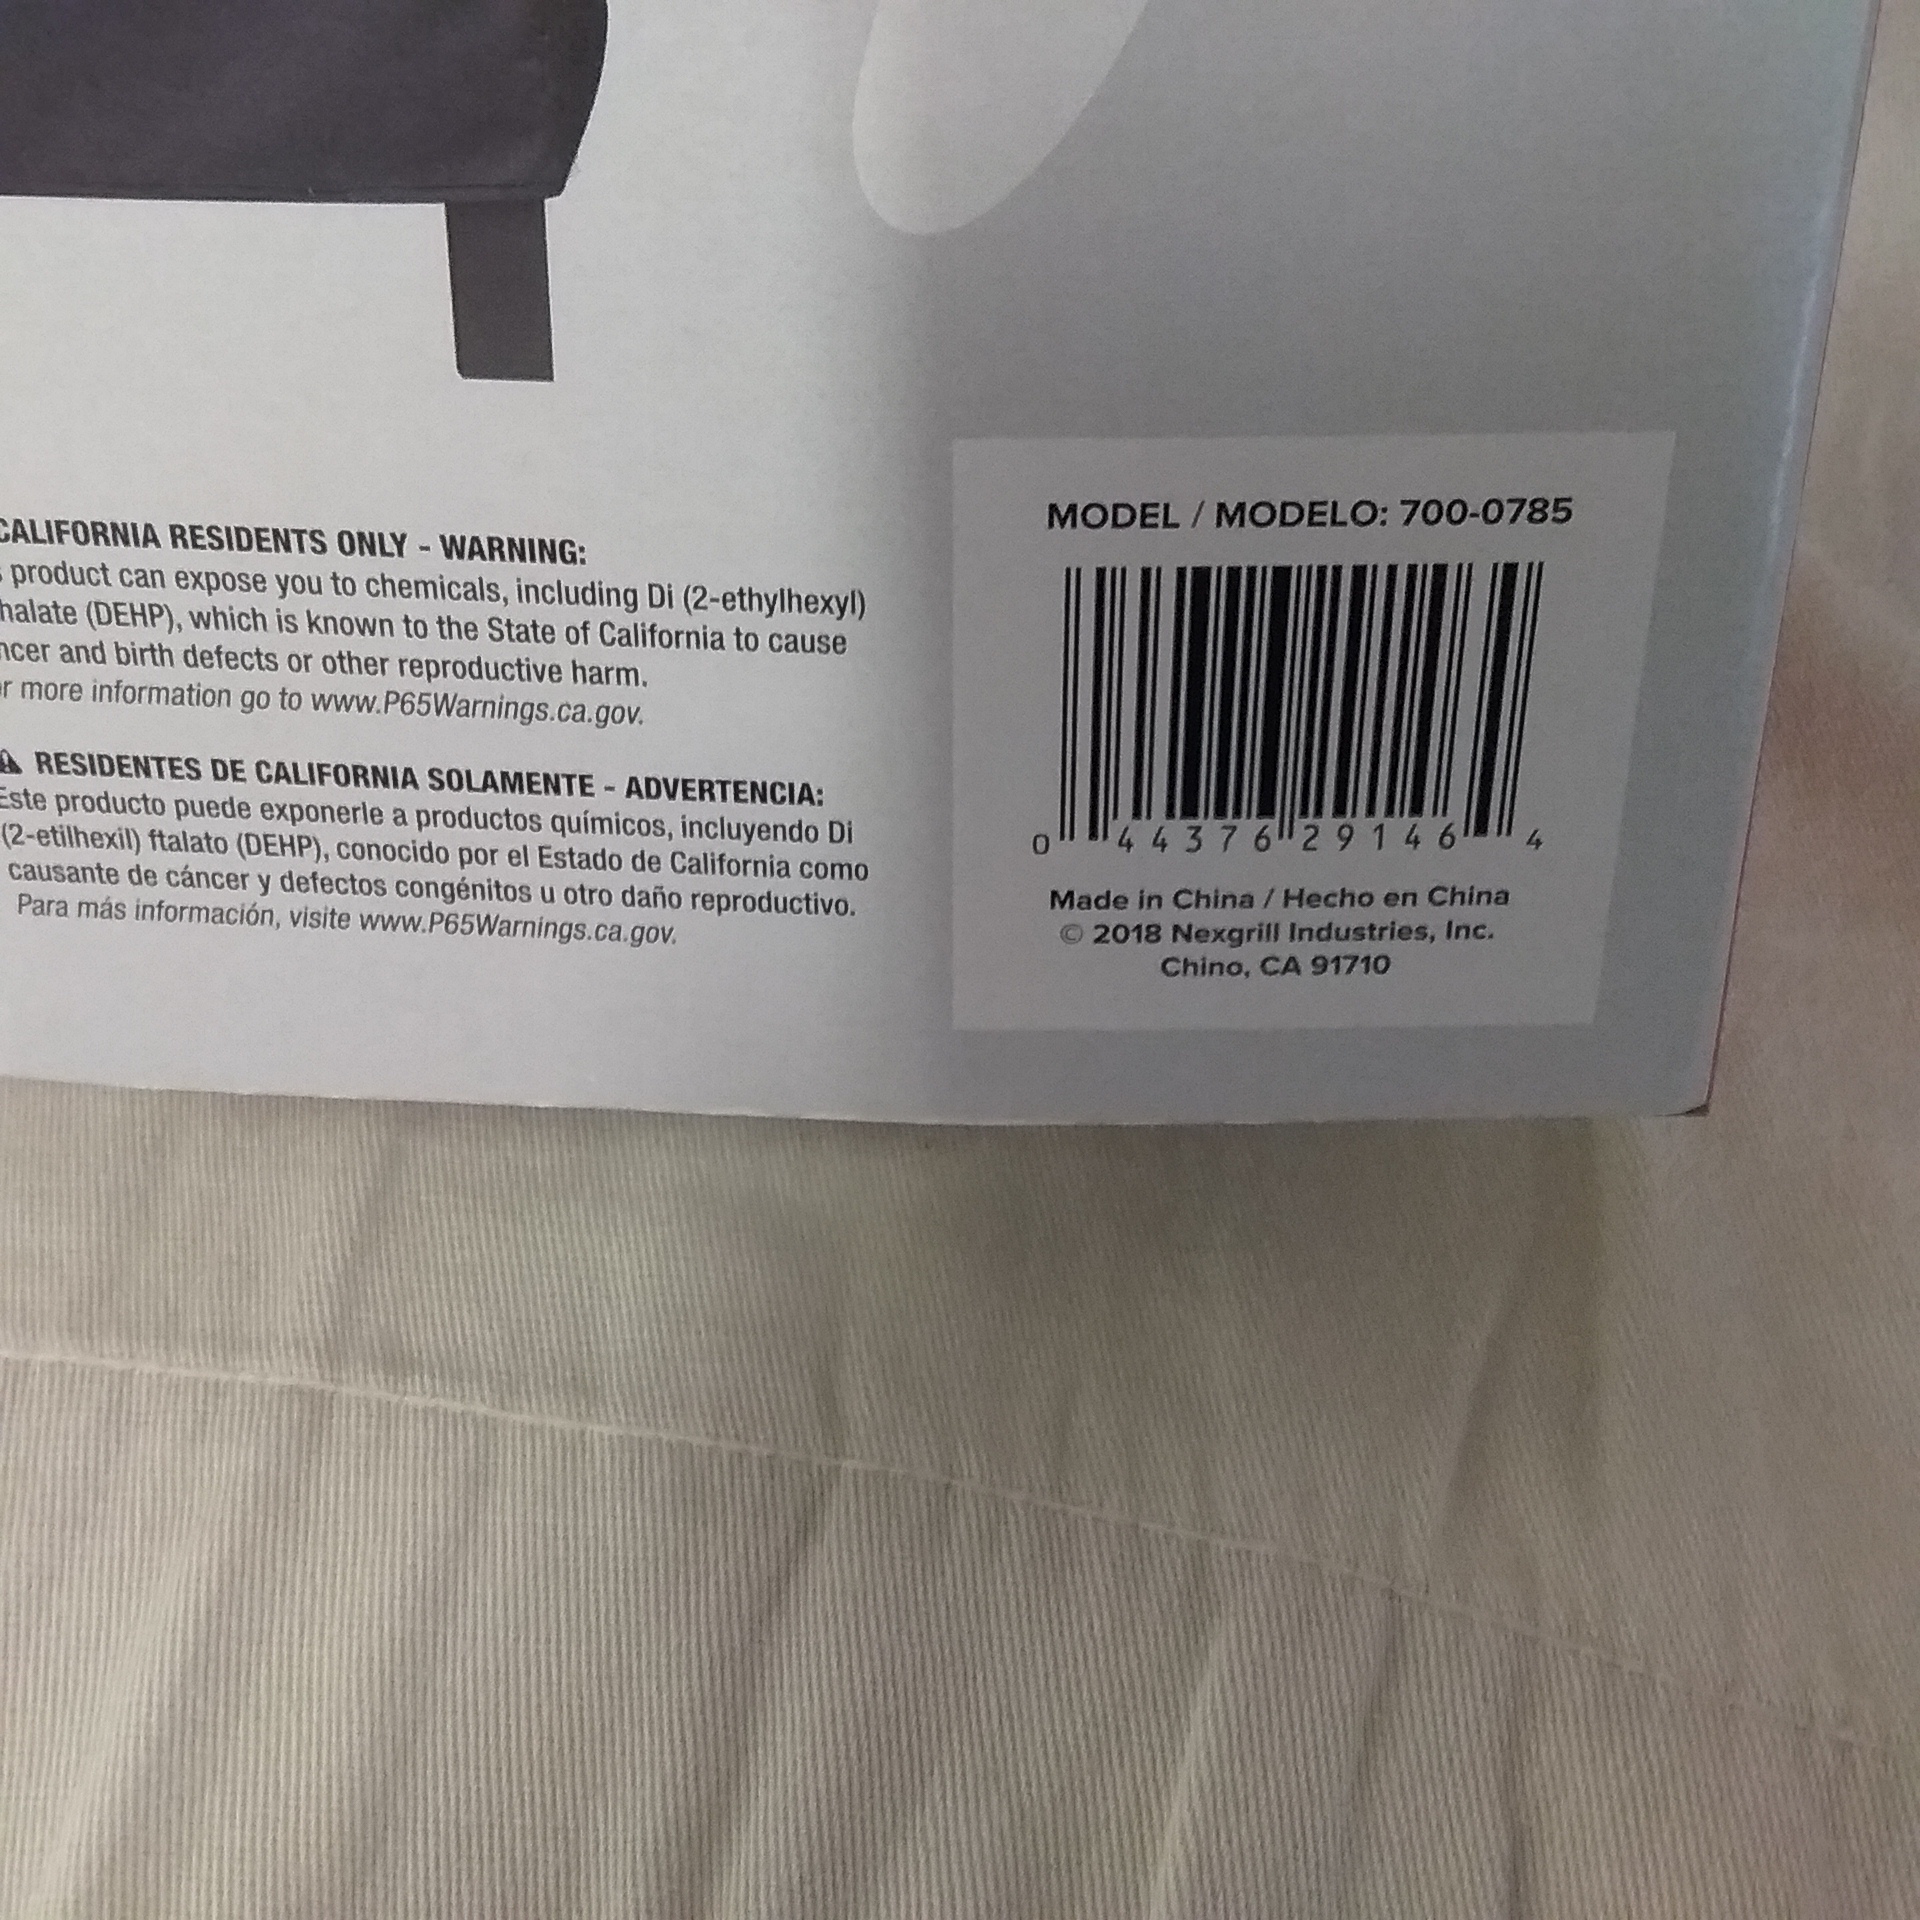 CALIFORNIA RESIDENTS ONLY - WARNING:
product can expose you to chemicals, including Di (2-ethylhexyl)
halate (DEHP), which is known to the State of California to cause
ncer and birth defects or other reproductive harm.
r more information go to www.P65Warnings.ca.gov.
RESIDENTES DE CALIFORNIA SOLAMENTE - ADVERTENCIA:
Este producto puede exponerle a productos químicos, incluyendo Di
(2-etilhexil) ftalato (DEHP), conocido por el Estado de California como
causante de cáncer y defectos congénitos u otro daño reproductivo.
Para más información, visite www.P65Warnings.ca.gov.
MODEL / MODELO: 700-0785
0 44376 29146 4
Made in China / Hecho en China
© 2018 Nexgrill Industries, Inc.
Chino, CA 91710